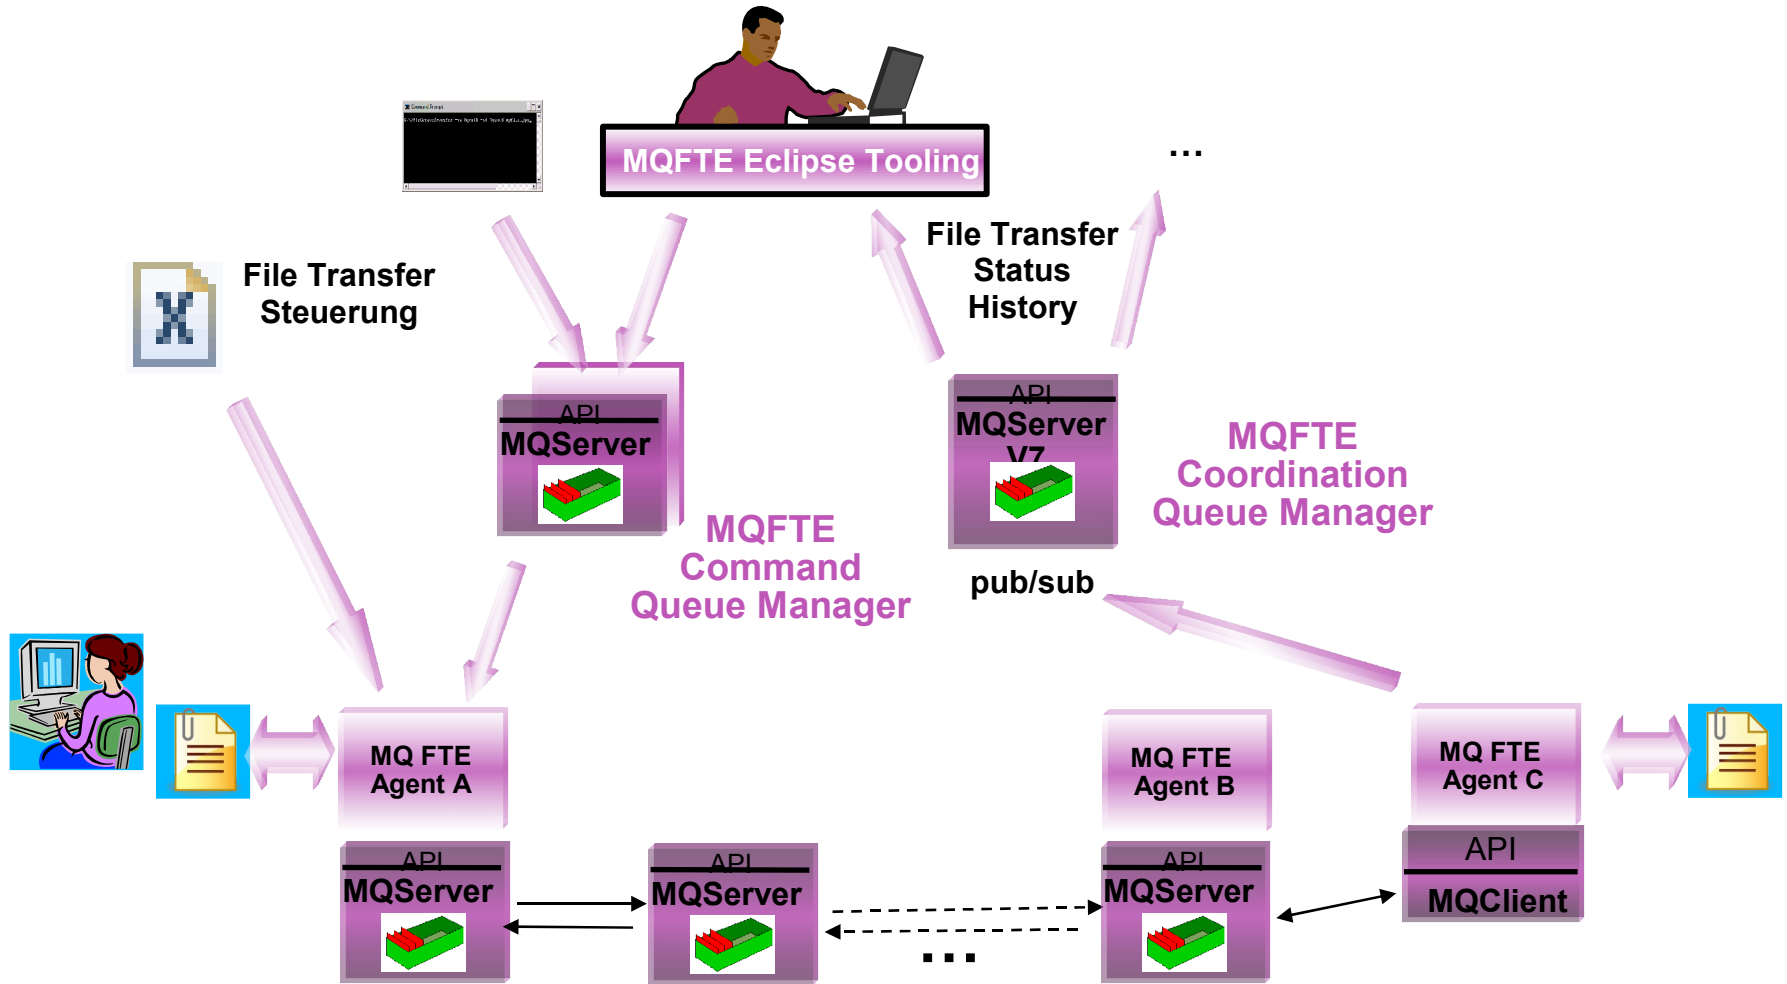 Command Prompt
MQFTE Eclipse Tooling
...
File Transfer
Status
History
File Transfer
Steuerung
X
API
MQServer
API
MQServer
V7
MQFTE
Coordination
Queue Manager
MQFTE
Command
Queue Manager
pub/sub
MQ FTE
Agent A
MQ FTE
Agent B
MQ FTE
Agent C
API
MQServer
API
MQServer
...
API
MQServer
API
MQClient